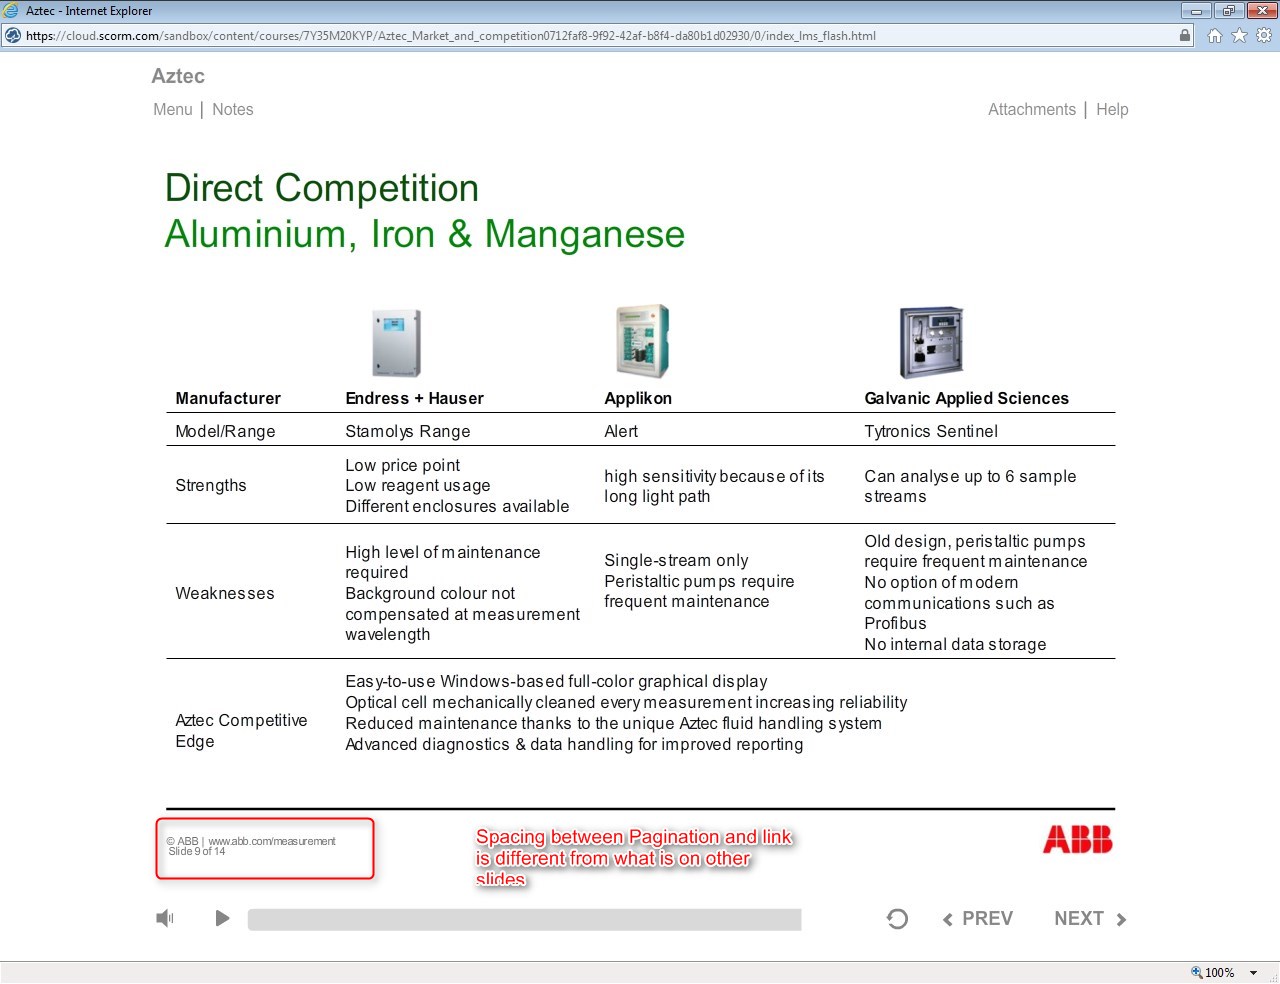 Aztec - Internet Explorer
https://cloud.scorm.com/sandbox/content/courses/7Y35M20KYP/Aztec_Market_and_competition0712faf8-9f92-42af-b8f4-da80b1d02930/0/index_lms_flash.html
Aztec
Menu | Notes
Attachments | Help
Direct Competition
Aluminium, Iron & Manganese
Manufacturer Endress + Hauser Applikon Galvanic Applied Sciences
Model/Range Stamolys Range Alert Tytronics Sentinel
Strengths
Low price point
Low reagent usage
Different enclosures available
high sensitivity because of its
long light path
Can analyse up to 6 sample
streams
Weaknesses
High level of maintenance
required
Background colour not
compensated at measurement
wavelength
Single-stream only
Peristaltic pumps require
frequent maintenance
Old design, peristaltic pumps
require frequent maintenance
No option of modern
communications such as
Profibus
No internal data storage
Aztec Competitive
Edge
Easy-to-use Windows-based full-color graphical display
Optical cell mechanically cleaned every measurement increasing reliability
Reduced maintenance thanks to the unique Aztec fluid handling system
Advanced diagnostics & data handling for improved reporting
© ABB | www.abb.com/measurement
Slide 9 of 14
Spacing between Pagination and link
is different from what is on other
slides
ABB
PREV NEXT
100%